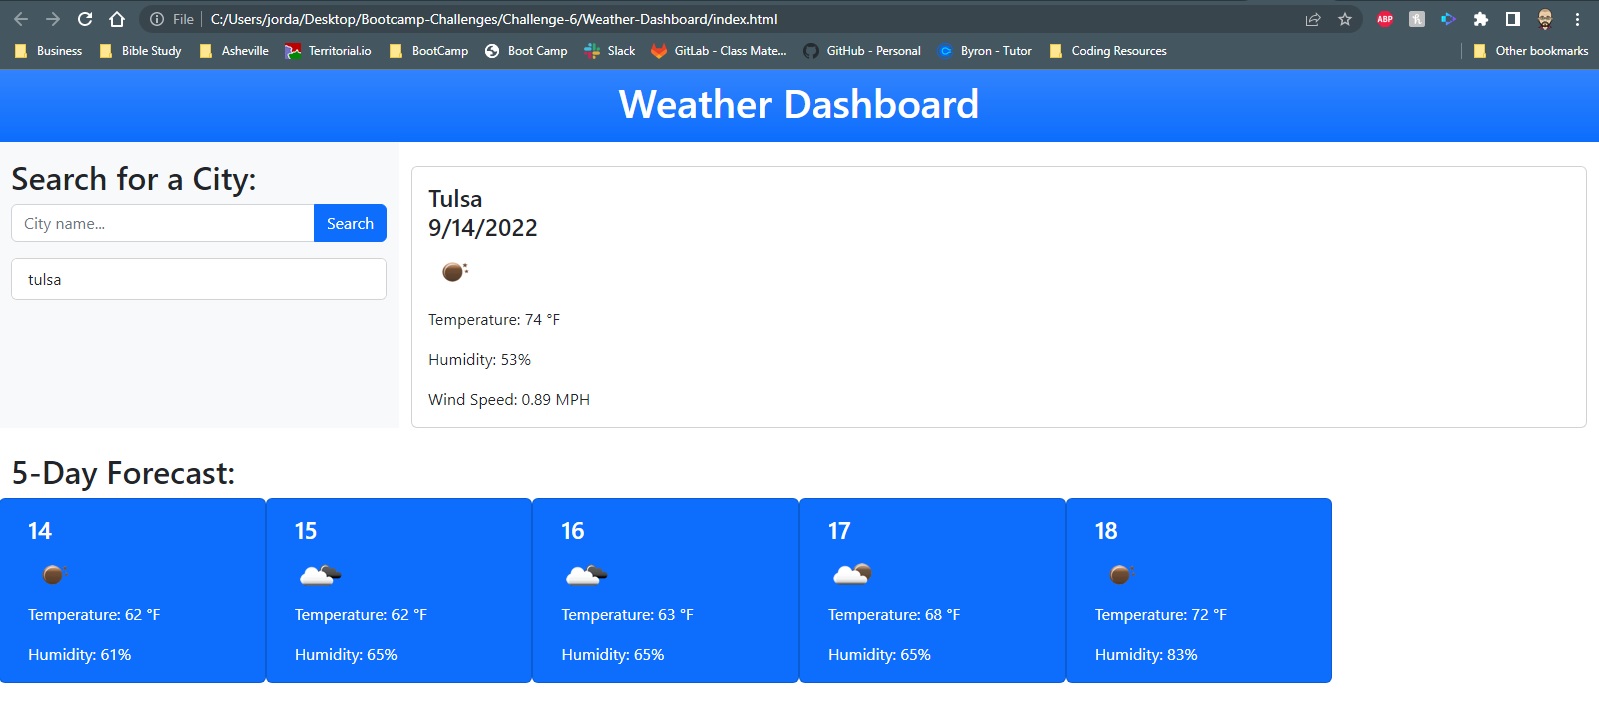 File C:/Users/jorda/Desktop/Bootcamp-Challenges/Challenge-6/Weather-Dashboard/index.html ABP
Business Bible Study Asheville Territorial.io BootCamp Boot Camp Slack GitLab - Class Mate... GitHub - Personal Byron - Tutor Coding Resources Other bookmarks
Weather Dashboard
Search for a City:
City name... Search
tulsa
Tulsa
9/14/2022
Temperature: 74 °F
Humidity: 53%
Wind Speed: 0.89 MPH
5-Day Forecast:
14 15 16 17 18
Temperature: 62 °F Temperature: 62 °F Temperature: 63 °F Temperature: 68 °F Temperature: 72 °F
Humidity: 61% Humidity: 65% Humidity: 65% Humidity: 65% Humidity: 83%